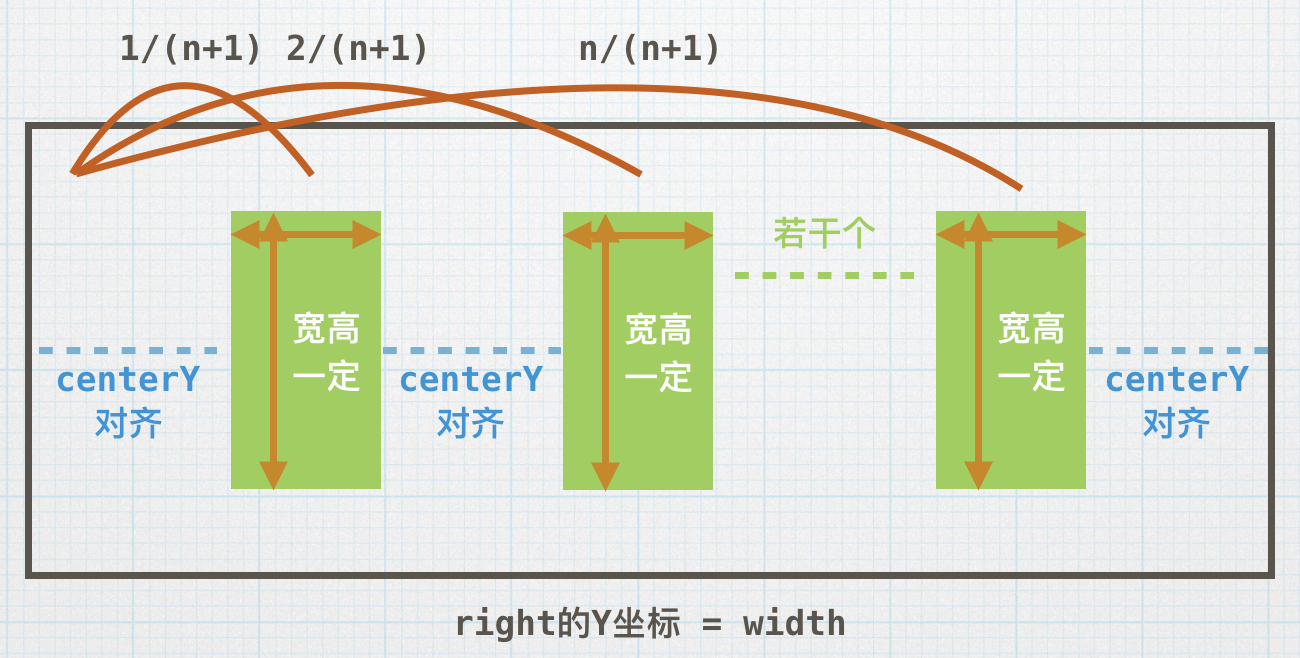 1/(n+1) 2/(n+1) n/(n+1)
若干个
宽高
一定
宽高
一定
宽高
一定
centerY
对齐
centerY
对齐
centerY
对齐
right的Y坐标 = width